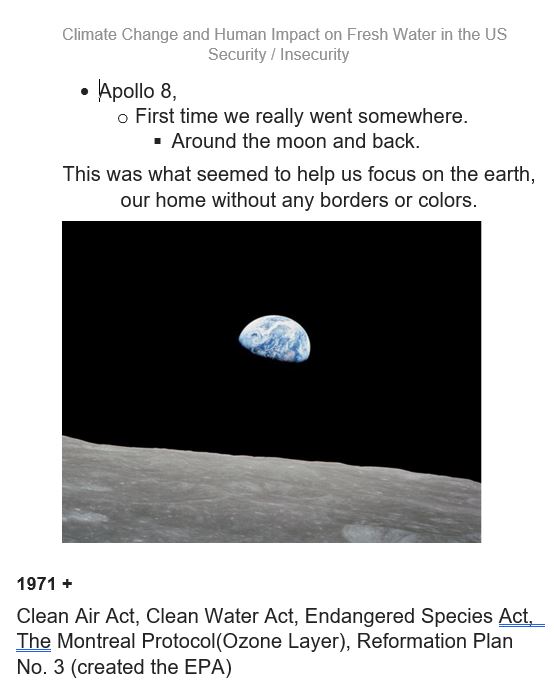 Climate Change and Human Impact on Fresh Water in the US
Security / Insecurity
• Apollo 8,
o First time we really went somewhere.
▪ Around the moon and back.
This was what seemed to help us focus on the earth,
our home without any borders or colors.
1971 +
Clean Air Act, Clean Water Act, Endangered Species Act,
The Montreal Protocol(Ozone Layer), Reformation Plan
No. 3 (created the EPA)